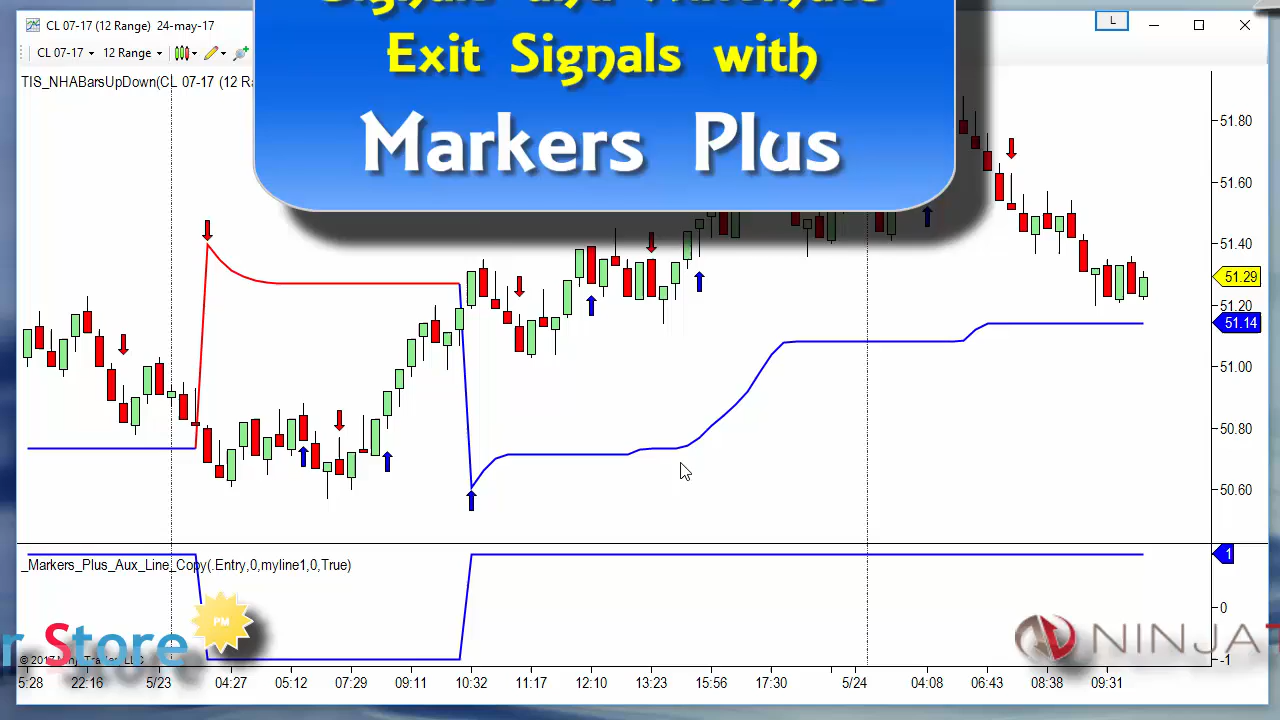 CL 07-17 (12 Range) 24-may-17
L
CL 07-17 12 Range
TIS_NHABarsUpDown(CL 07-17 (12 Ra
Exit Signals with
Markers Plus
51.80
51.60
51.40
51.29
51.20
51.14
51.00
50.80
50.60
_Markers_Plus_Aux_Line_Copy(.Entry,0,myline1,0,True)
1
0
-1
PM
r Store
NINJAT
5:28 22:16 5/23 04:27 05:12 07:29 09:11 10:32 11:17 12:10 13:23 15:56 17:30 5/24 04:08 06:43 08:38 09:31